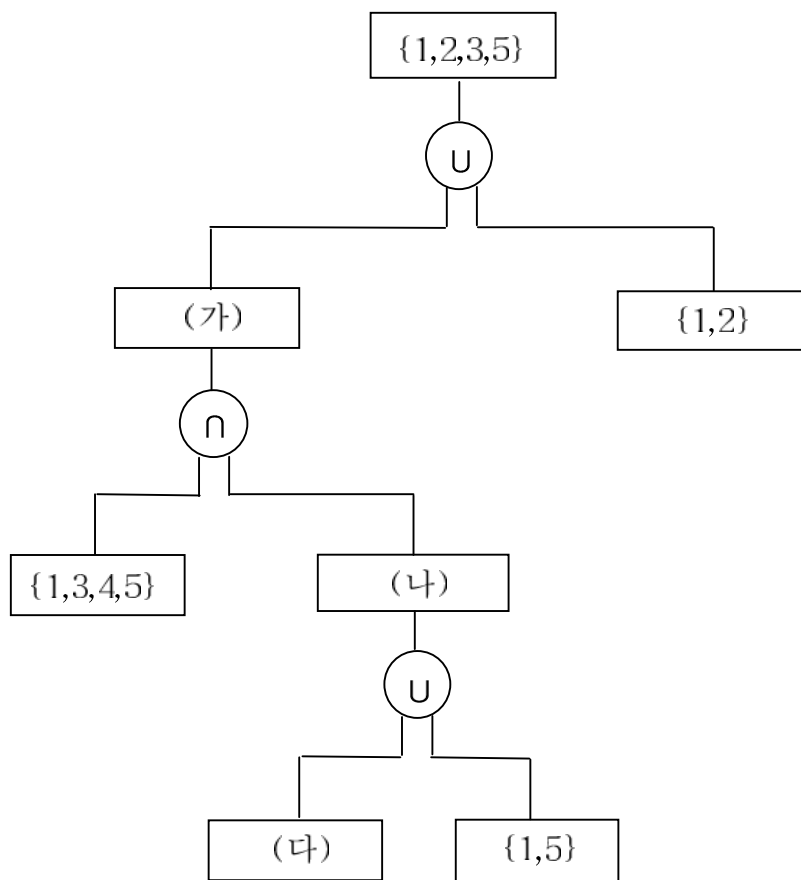 {1,2,3,5}
∪
(가)
{1,2}
∩
{1,3,4,5}
(나)
∪
(다)
{1,5}